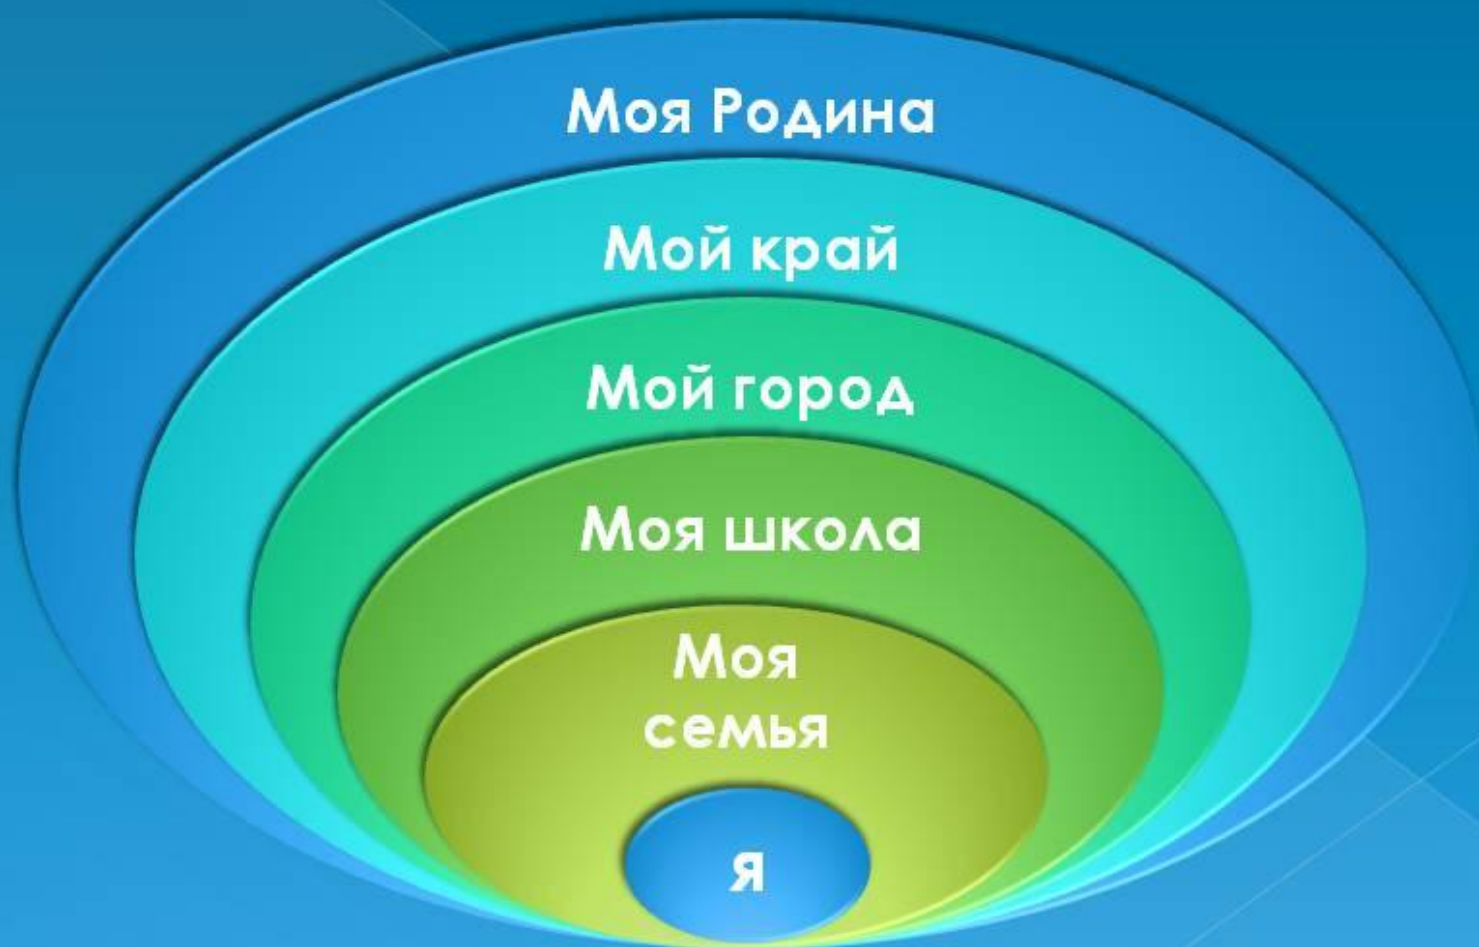 Моя Родина
Мой край
Мой город
Моя школа
Моя
семья
я